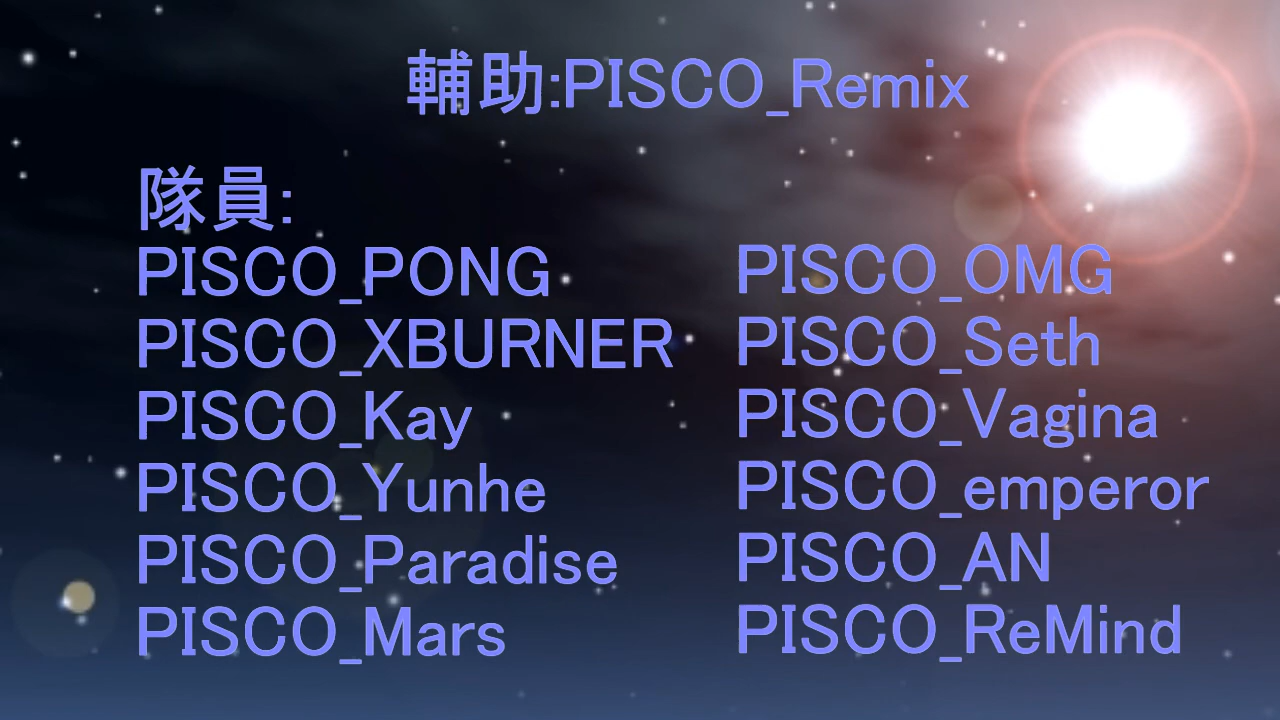 輔助:PISCO_Remix
隊員:
PISCO_PONG
PISCO_XBURNER
PISCO_Kay
PISCO_Yunhe
PISCO_Paradise
PISCO_Mars
PISCO_OMG
PISCO_Seth
PISCO_Vagina
PISCO_emperor
PISCO_AN
PISCO_ReMind